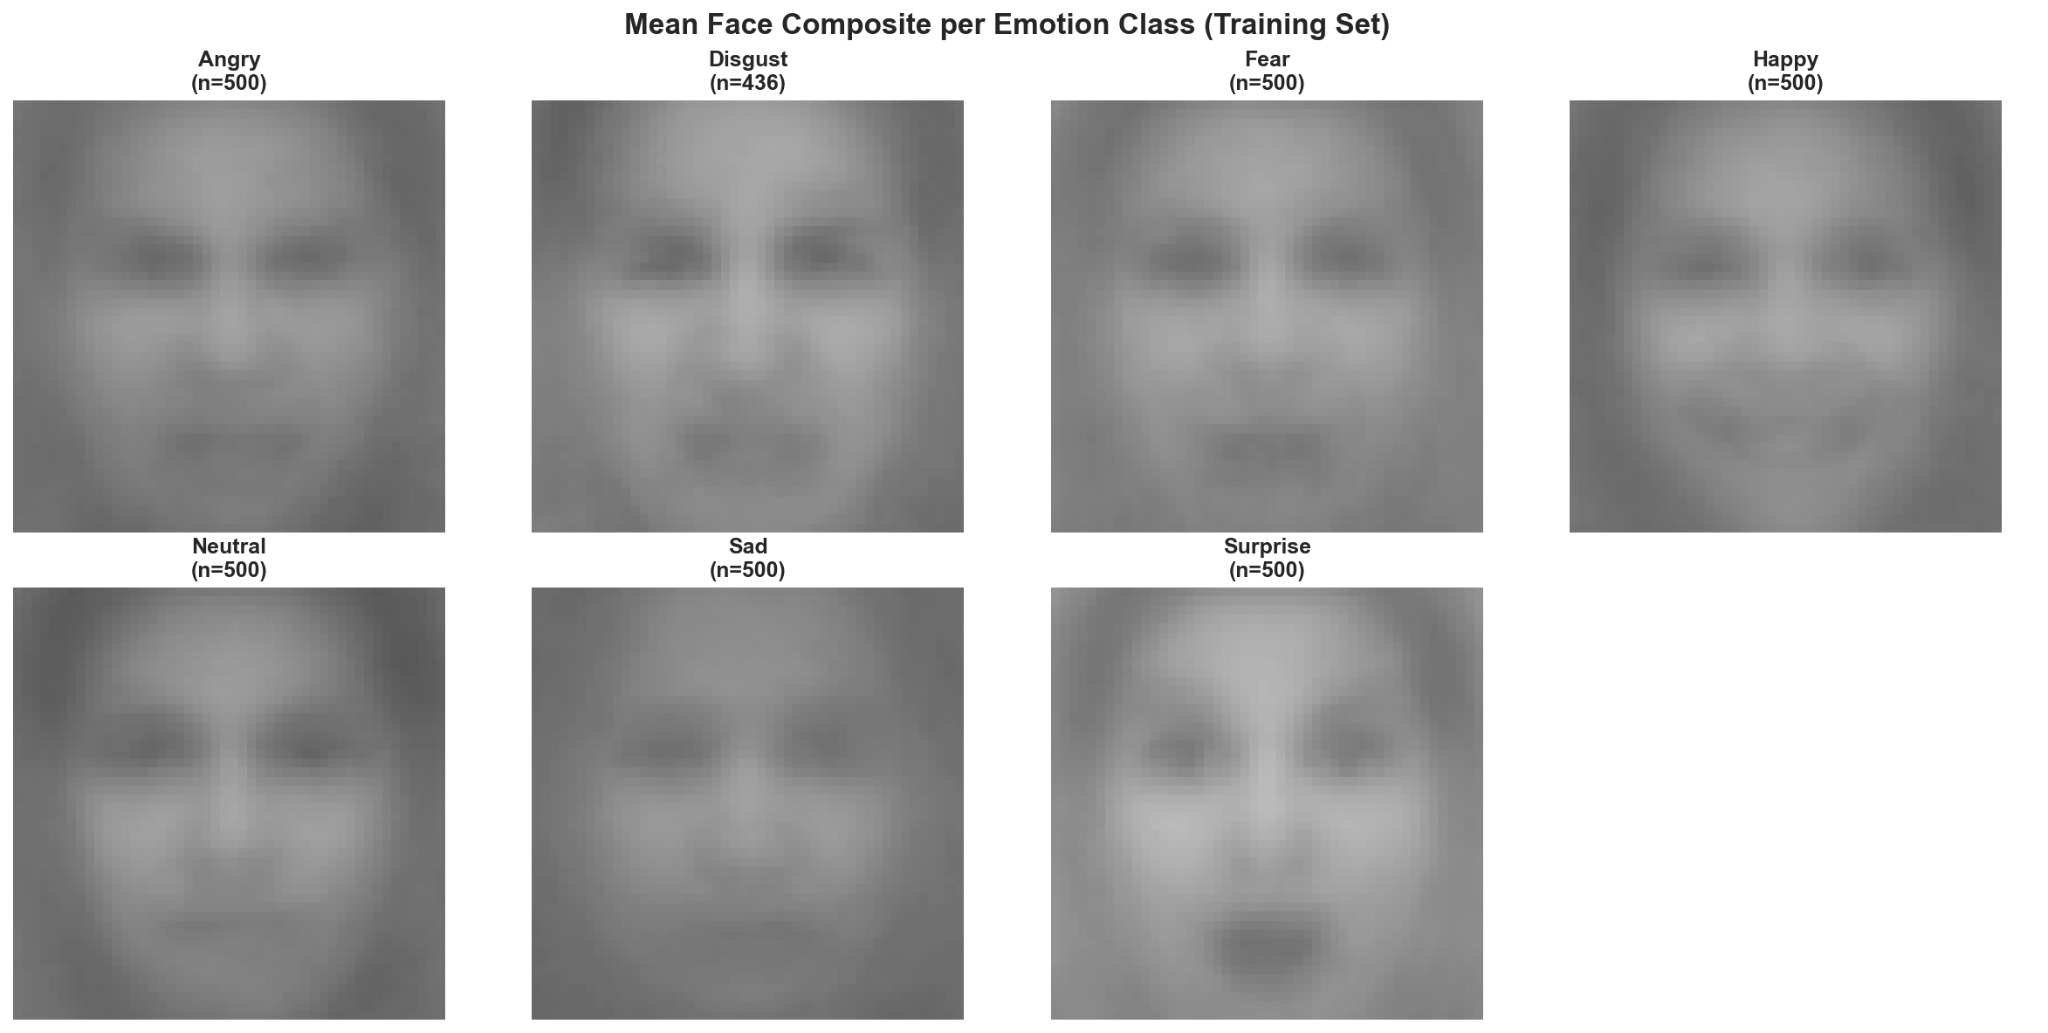 Mean Face Composite per Emotion Class (Training Set)
Angry
(n=500)
Disgust
(n=436)
Fear
(n=500)
Happy
(n=500)
Neutral
(n=500)
Sad
(n=500)
Surprise
(n=500)